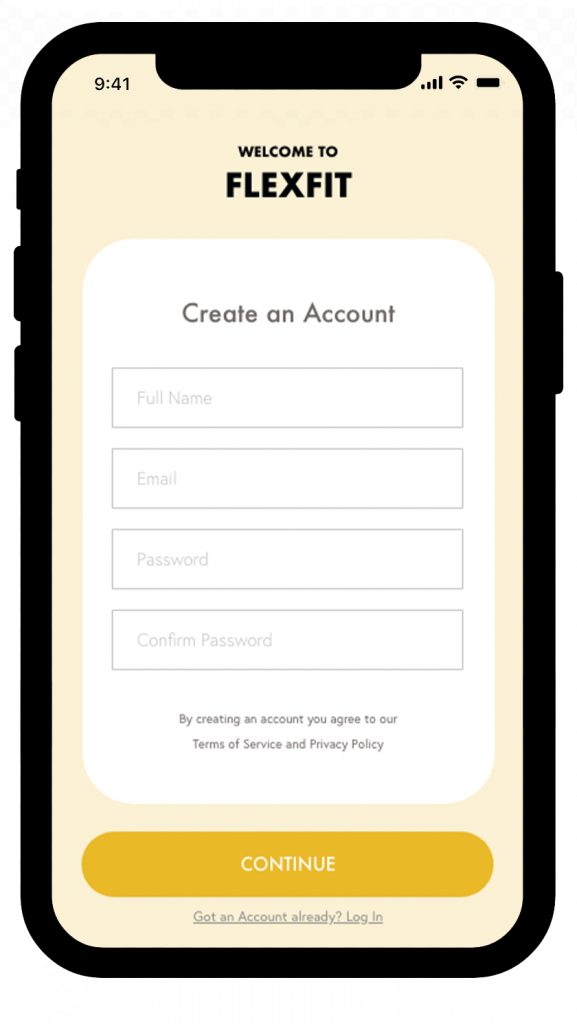 9:41
WELCOME TO
FLEXFIT
Create an Account
Full Name
Email
Password
Confirm Password
By creating an account you agree to our
Terms of Service and Privacy Policy
CONTINUE
Got an Account already? Log In